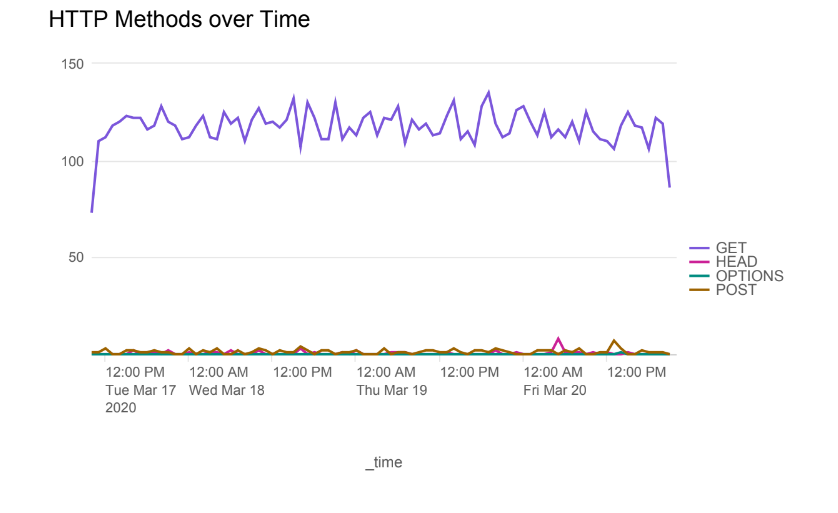 HTTP Methods over Time
150
100
50
GET
HEAD
OPTIONS
POST
12:00 PM 12:00 AM 12:00 PM 12:00 AM 12:00 PM 12:00 AM 12:00 PM
Tue Mar 17 Wed Mar 18 Thu Mar 19 Fri Mar 20
2020
_time